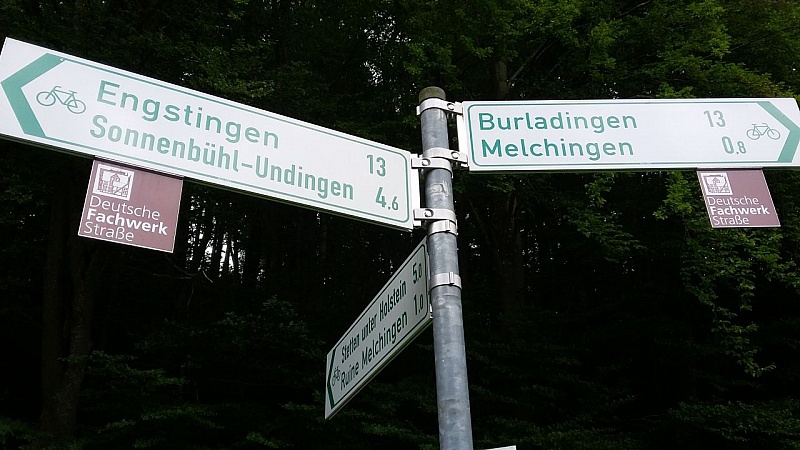 Engstingen 13
Sonnenbühl-Undingen 4.6
Deutsche
Fachwerk
Straße
Burladingen 13
Melchingen 0,8
Deutsche
Fachwerk
Straße
Stetten unter Holstein 5.0
Ruine Melchingen 1.0